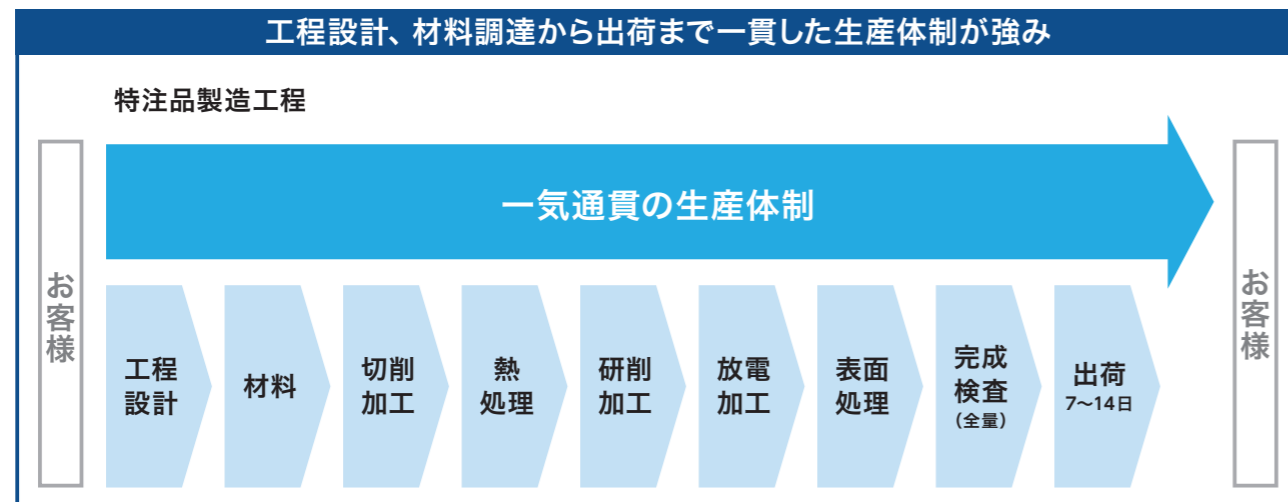 工程設計、材料調達から出荷まで一貫した生産体制が強み
特注品製造工程
一気通貫の生産体制
お客様
工程
設計
材料
切削
加工
熱
処理
研削
加工
放電
加工
表面
処理
完成
検査
(全量)
出荷
7〜14日
お客様